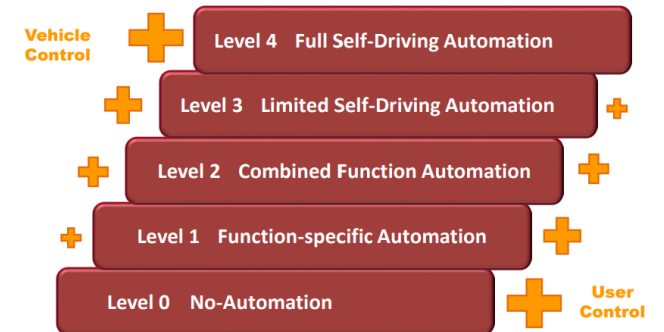 Vehicle
Control
Level 4 Full Self-Driving Automation
Level 3 Limited Self-Driving Automation
Level 2 Combined Function Automation
Level 1 Function-specific Automation
Level 0 No-Automation
User
Control